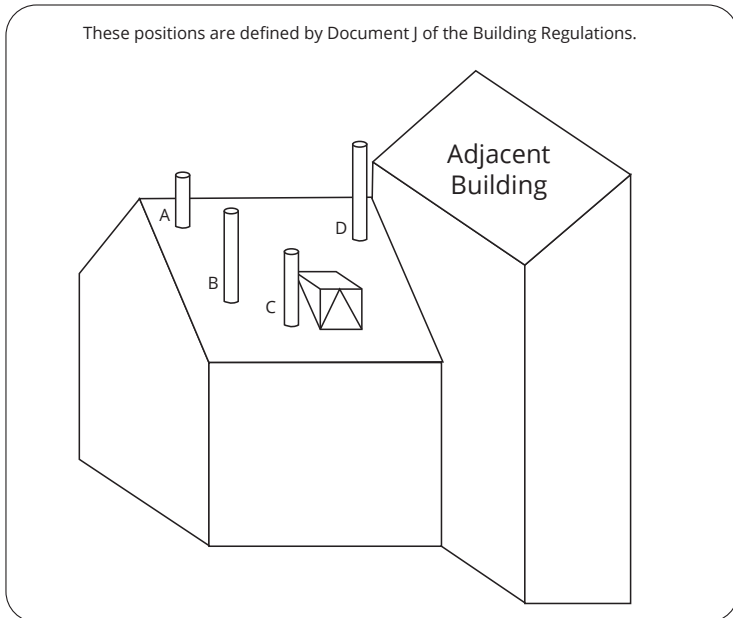 These positions are defined by Document J of the Building Regulations.
Adjacent
Building
A
D
B
C